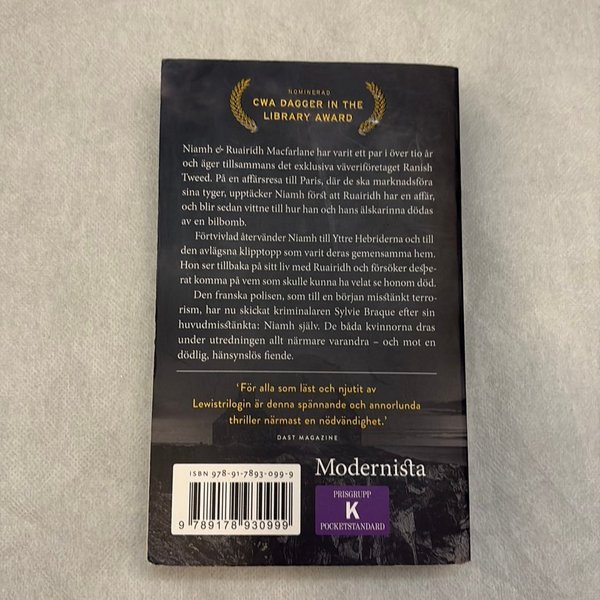 NOMINERAD
CWA DAGGER IN THE
LIBRARY AWARD
Niamh & Ruairidh Macfarlane har varit ett par i över tio år
och äger tillsammans det exklusiva väveriföretaget Ranish
Tweed. På en affärsresa till Paris, där de ska marknadsföra
sina tyger, upptäcker Niamh först att Ruairidh har en affär,
och blir sedan vittne till hur han och hans älskarinna dödas
av en bilbomb.
Förtvivlad återvänder Niamh till Yttre Hebriderna och till
den avlägsna klipptopp som varit deras gemensamma hem.
Hon ser tillbaka på sitt liv med Ruairidh och försöker despe-
rat komma på vem som skulle kunna ha velat se honom död.
Den franska polisen, som till en början misstänkt terro-
rism, har nu skickat kriminalaren Sylvie Braque efter sin
huvudmisstänkta: Niamh själv. De båda kvinnorna dras
under utredningen allt närmare varandra – och mot en
dödlig, hänsynslös fiende.
‘För alla som läst och njutit av
Lewistrilogin är denna spännande och annorlunda
thriller närmast en nödvändighet.’
DAST MAGAZINE
ISBN 978-91-7893-099-9
9 789178 930999
Modernista
PRISGRUPP
K
POCKETSTANDARD